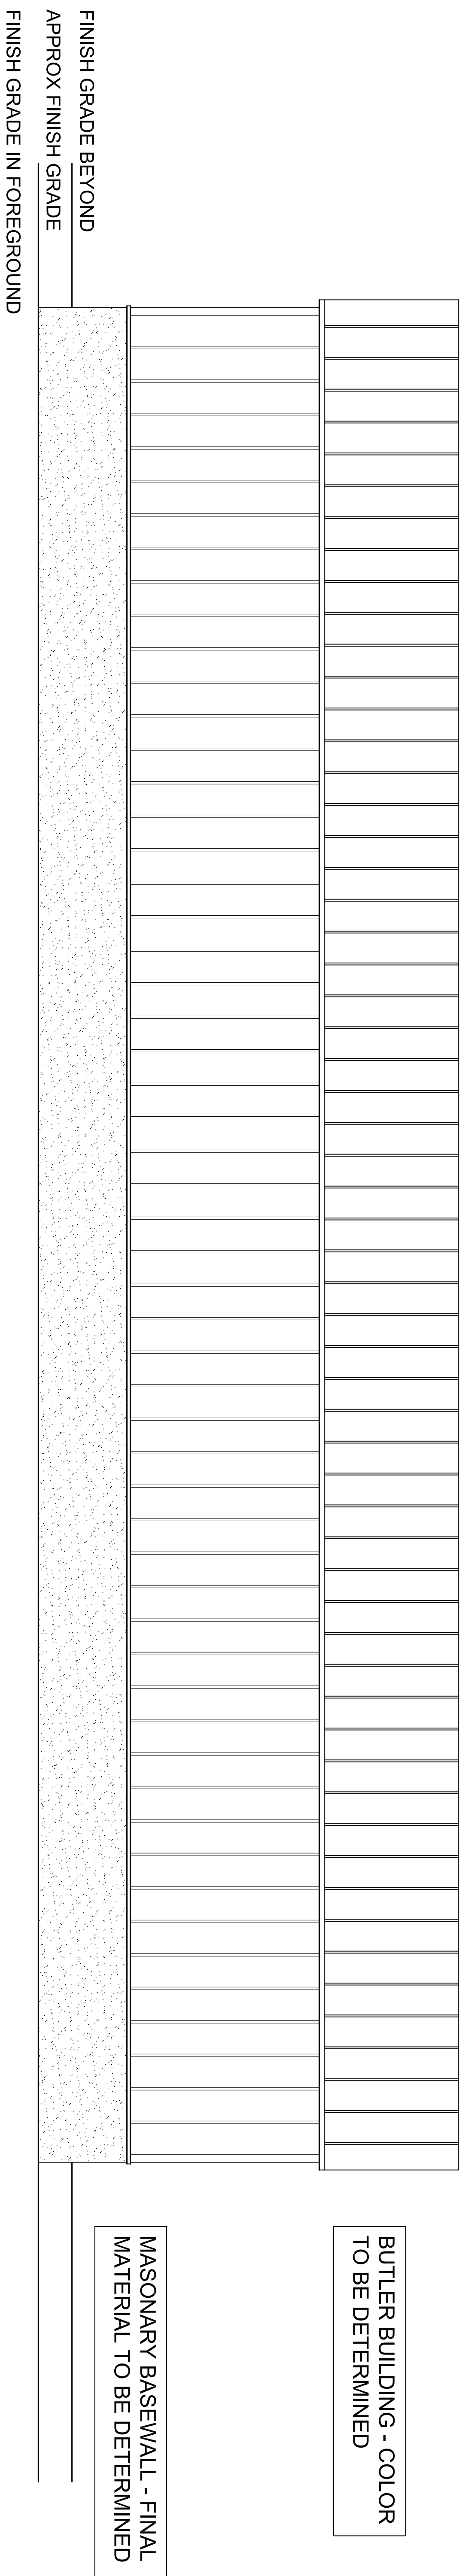 FINISH GRADE BEYOND
APPROX FINISH GRADE
FINISH GRADE IN FOREGROUND
BUTLER BUILDING - COLOR
TO BE DETERMINED
MASONARY BASEWALL - FINAL
MATERIAL TO BE DETERMINED